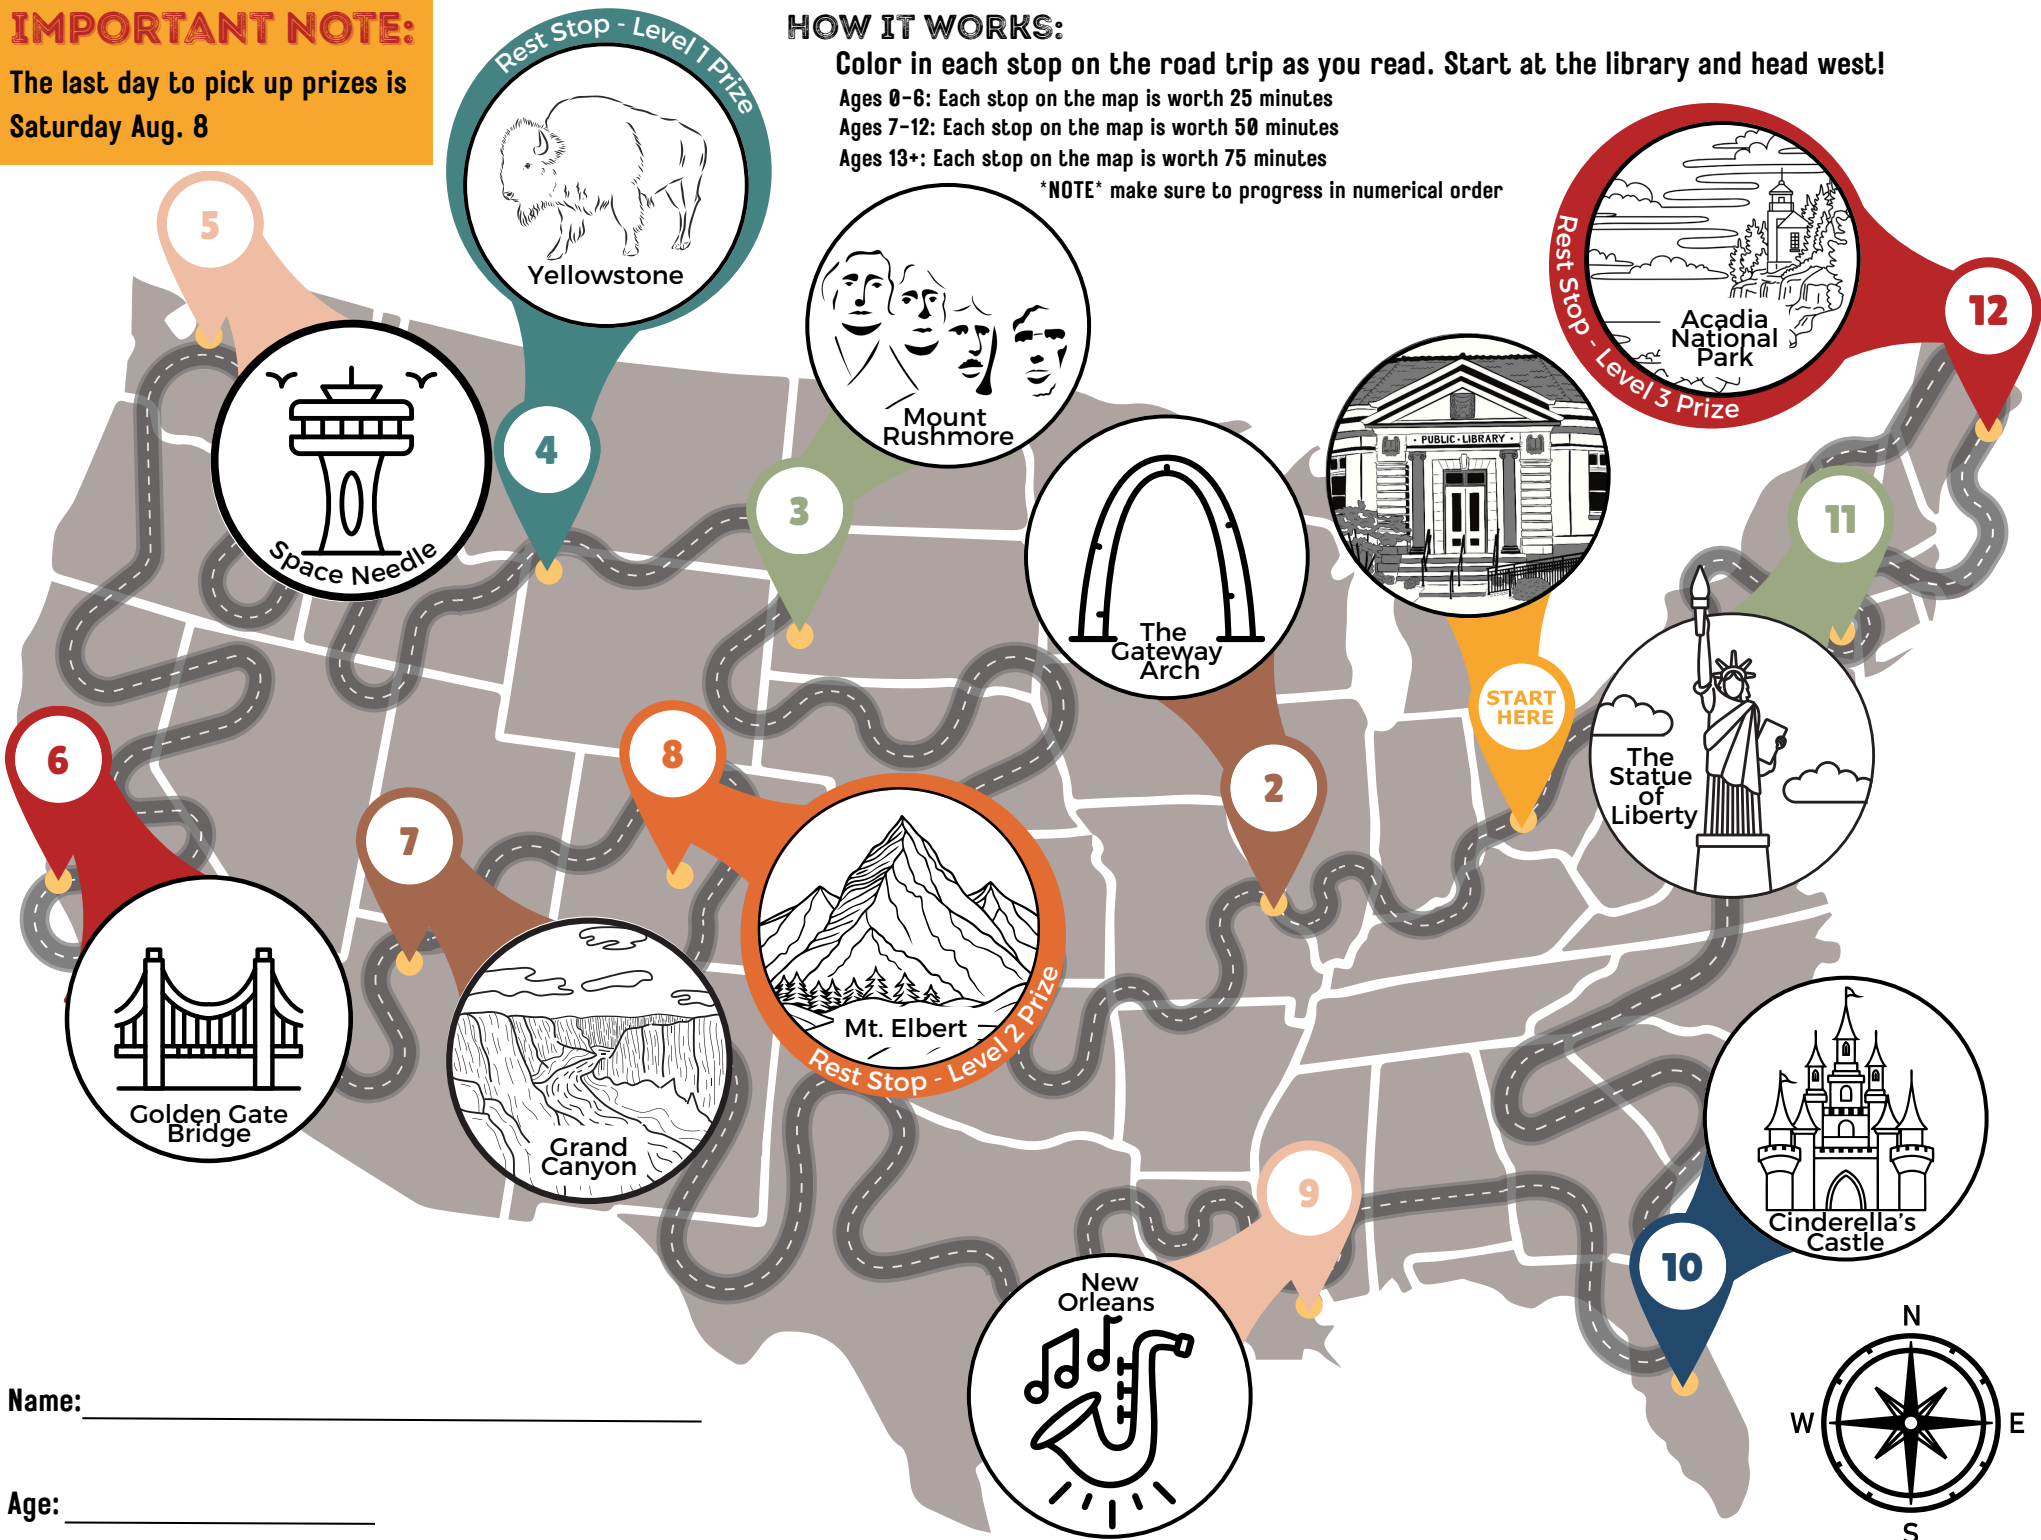 IMPORTANT NOTE:
The last day to pick up prizes is
Saturday Aug. 8
HOW IT WORKS:
Color in each stop on the road trip as you read. Start at the library and head west!
Ages 0-6: Each stop on the map is worth 25 minutes
Ages 7-12: Each stop on the map is worth 50 minutes
Ages 13+: Each stop on the map is worth 75 minutes
*NOTE* make sure to progress in numerical order
Rest Stop - Level 1 Prize
Yellowstone
4
5
Space Needle
Mount
Rushmore
3
The
Gateway
Arch
2
PUBLIC · LIBRARY
START
HERE
Rest Stop - Level 3 Prize
Acadia
National
Park
12
11
The
Statue
of
Liberty
6
Golden Gate
Bridge
7
Grand
Canyon
8
Mt. Elbert
Rest Stop - Level 2 Prize
9
New
Orleans
10
Cinderella's
Castle
N
W
E
S
Name:
Age: